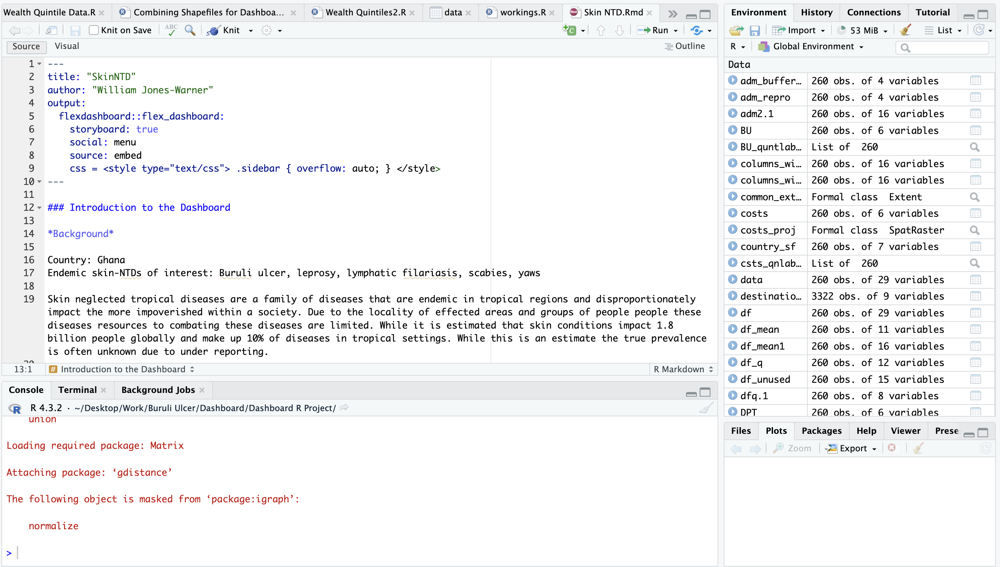 Wealth Quintile Data.R
Combining Shapefiles for Dashboa...
Wealth Quintiles2.R
data
workings.R
Skin NTD.Rmd
Knit on Save
ABC
Knit
Run
Source
Visual
Outline
1 ---
2 title: "SkinNTD"
3 author: "William Jones-Warner"
4 output:
5 flexdashboard::flex_dashboard:
6 storyboard: true
7 social: menu
8 source: embed
9 css = <style type="text/css"> .sidebar { overflow: auto; } </style>
10 ---
11
12 ### Introduction to the Dashboard
13
14 *Background*
15
16 Country: Ghana
17 Endemic skin-NTDs of interest: Buruli ulcer, leprosy, lymphatic filariasis, scabies, yaws
18
19 Skin neglected tropical diseases are a family of diseases that are endemic in tropical regions and disproportionately
impact the more impoverished within a society. Due to the locality of effected areas and groups of people people these
diseases resources to combating these diseases are limited. While it is estimated that skin conditions impact 1.8
billion people globally and make up 10% of diseases in tropical settings. While this is an estimate the true prevalence
is often unknown due to under reporting.
20
13:1 # Introduction to the Dashboard
R Markdown
Console
Terminal
Background Jobs
R 4.3.2 · ~/Desktop/Work/Buruli Ulcer/Dashboard/Dashboard R Project/
union
Loading required package: Matrix
Attaching package: ‘gdistance’
The following object is masked from ‘package:igraph’:
normalize
>
Environment
History
Connections
Tutorial
Import
53 MiB
List
R
Global Environment
Data
adm_buffer… 260 obs. of 4 variables
adm_repro 260 obs. of 4 variables
adm2.1 260 obs. of 16 variables
BU 260 obs. of 6 variables
BU_quntlab… List of 260
columns_wi… 260 obs. of 16 variables
columns_wi… 260 obs. of 16 variables
common_ext… Formal class Extent
costs 260 obs. of 6 variables
costs_proj Formal class SpatRaster
country_sf 260 obs. of 7 variables
csts_qnlab… List of 260
data 260 obs. of 29 variables
destinatio… 3322 obs. of 9 variables
df 260 obs. of 29 variables
df_mean 260 obs. of 11 variables
df_mean1 260 obs. of 16 variables
df_q 260 obs. of 12 variables
df_unused 260 obs. of 15 variables
dfq.1 260 obs. of 8 variables
DPT 260 obs. of 6 variables
Files
Plots
Packages
Help
Viewer
Prese
Zoom
Export